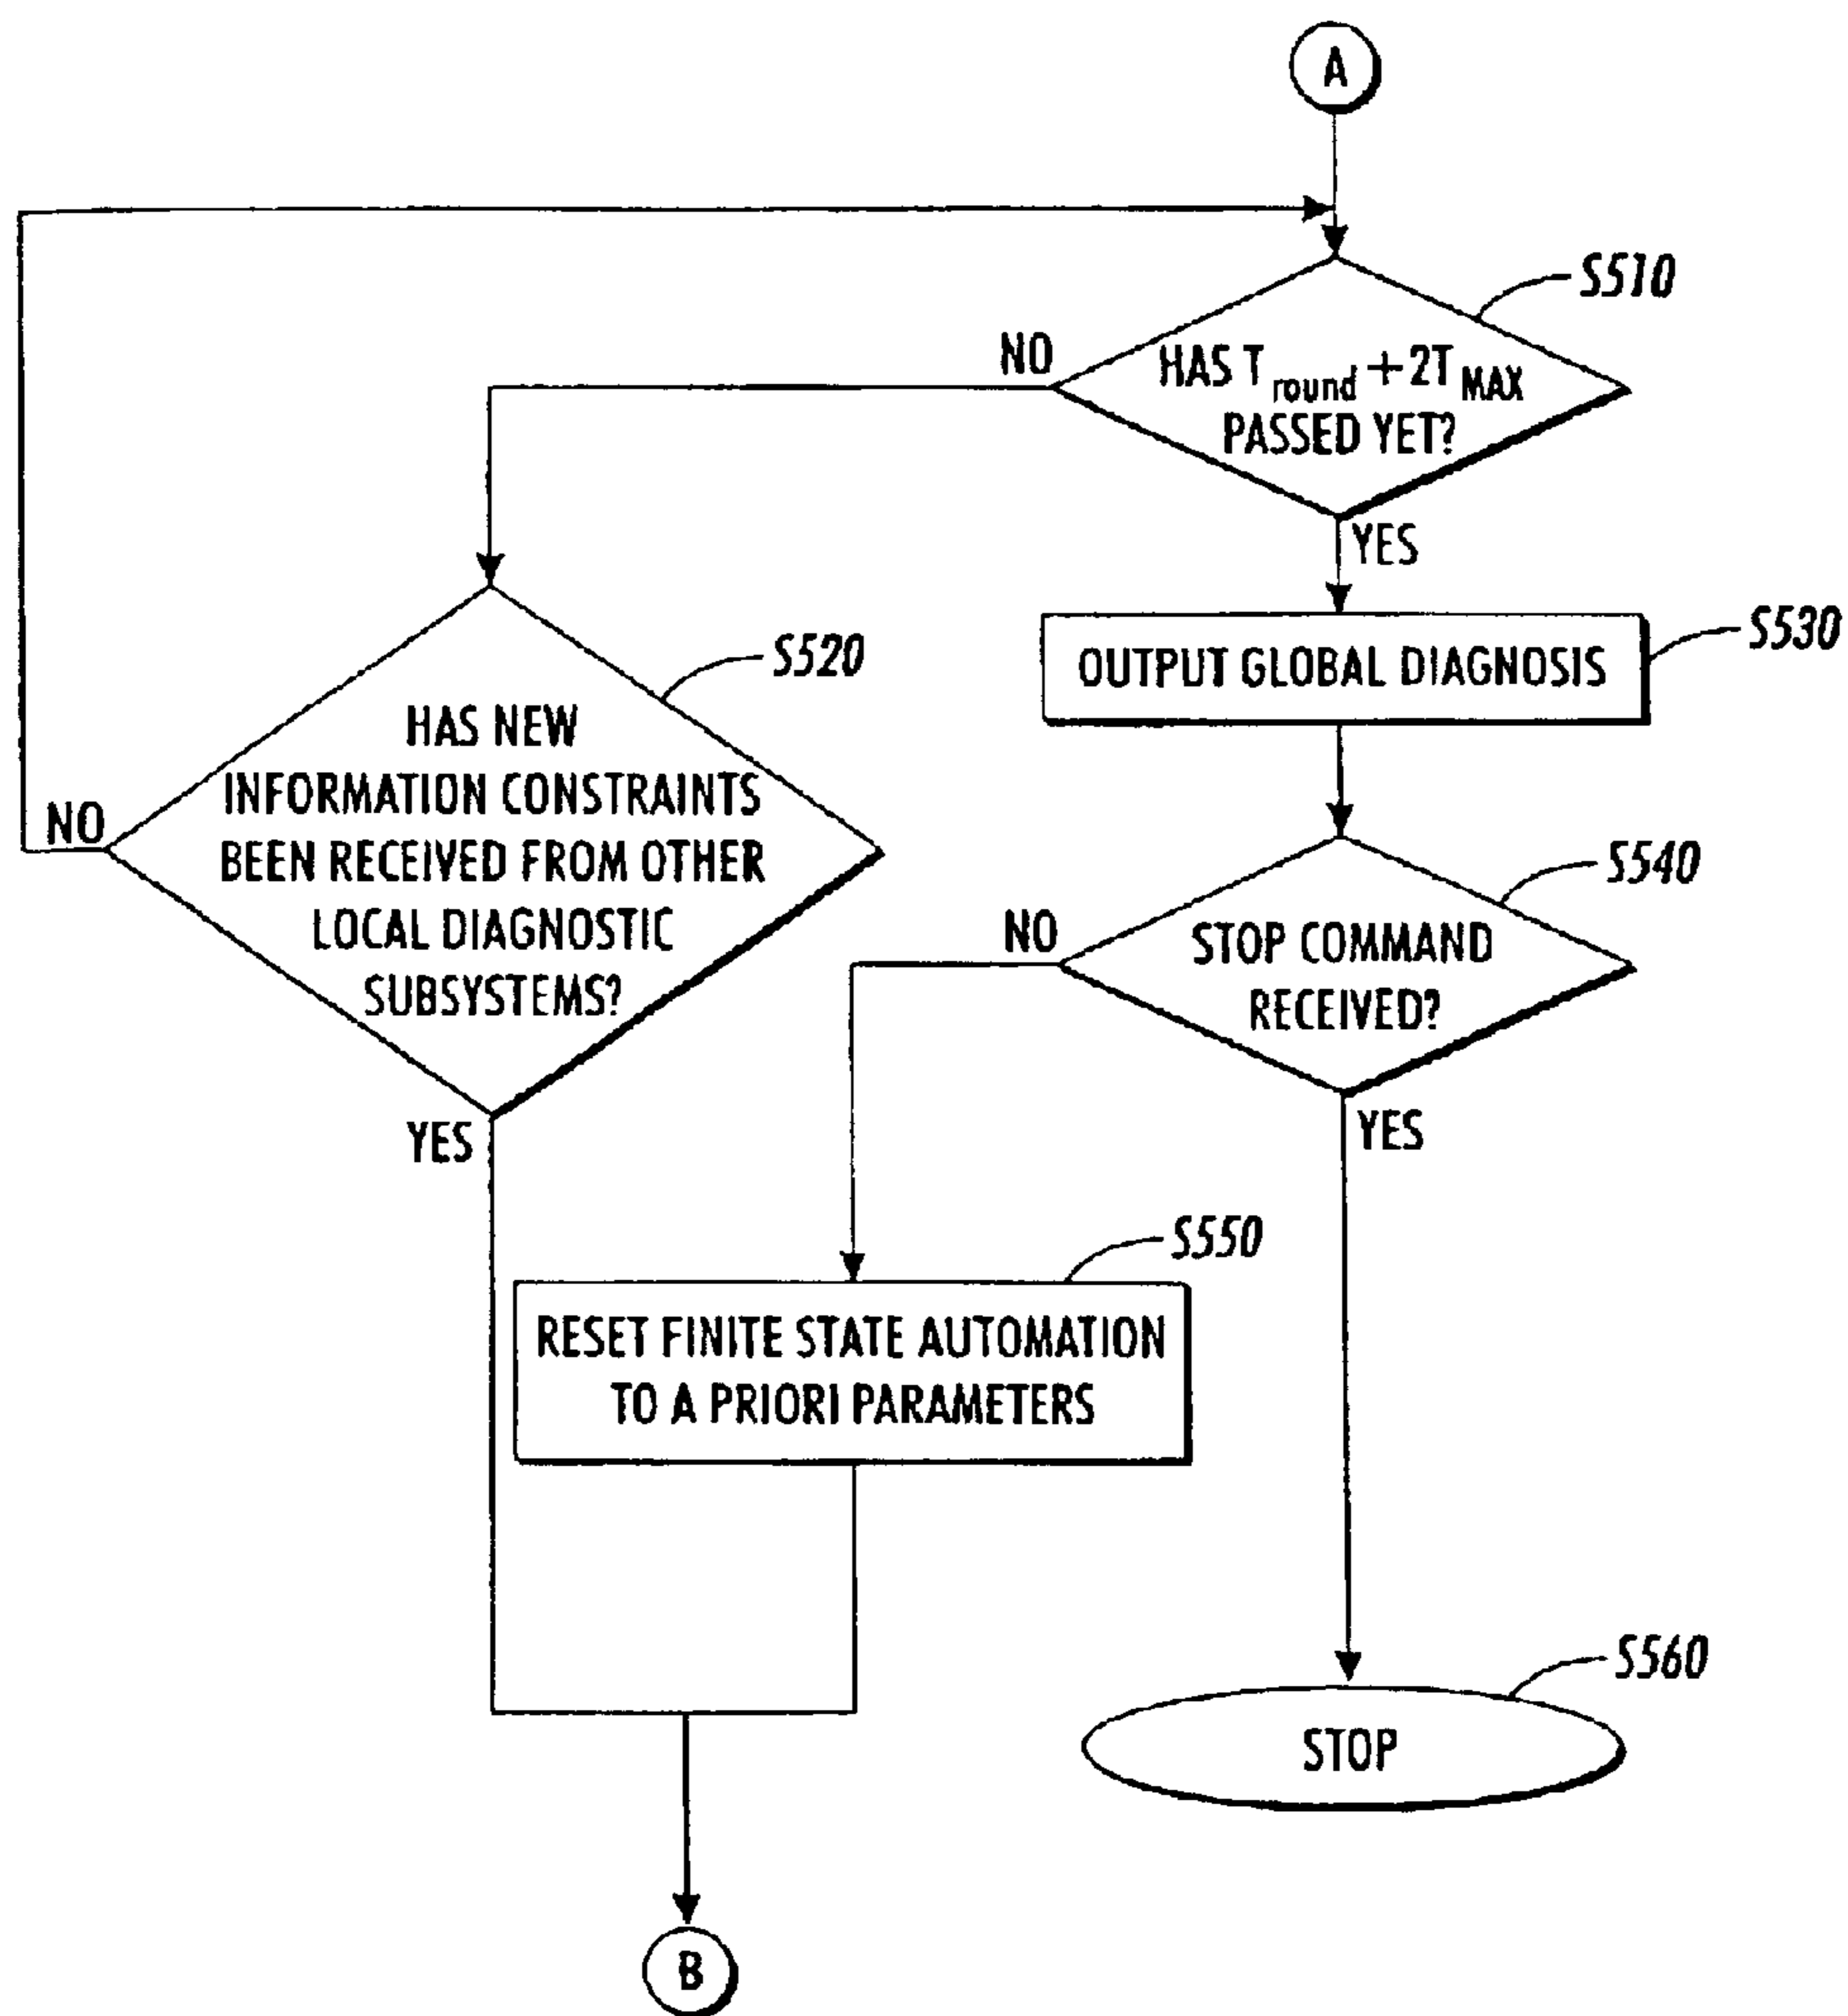 A
S510
NO
HAS T round + 2T MAX
PASSED YET?
YES
S520
S530
OUTPUT GLOBAL DIAGNOSIS
HAS NEW
INFORMATION CONSTRAINTS
BEEN RECEIVED FROM OTHER
LOCAL DIAGNOSTIC
SUBSYSTEMS?
NO
YES
S540
NO
STOP COMMAND
RECEIVED?
YES
S550
RESET FINITE STATE AUTOMATION
TO A PRIORI PARAMETERS
S560
STOP
B